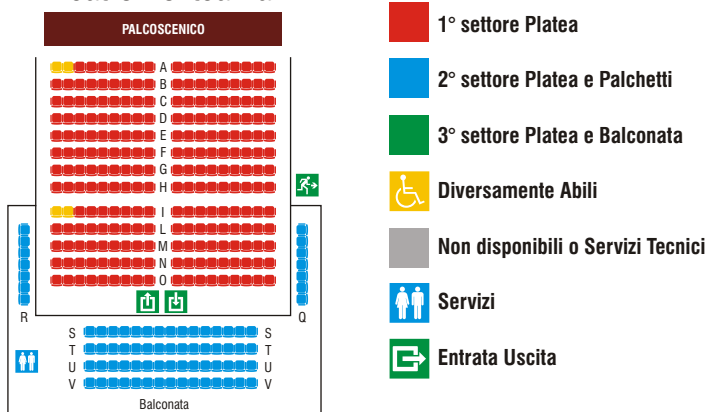 PALCOSCENICO
A
B
C
D
E
F
G
H
I
L
M
N
O
R
Q
S S
T T
U U
V V
Balconata
1° settore Platea
2° settore Platea e Palchetti
3° settore Platea e Balconata
Diversamente Abili
Non disponibili o Servizi Tecnici
Servizi
Entrata Uscita